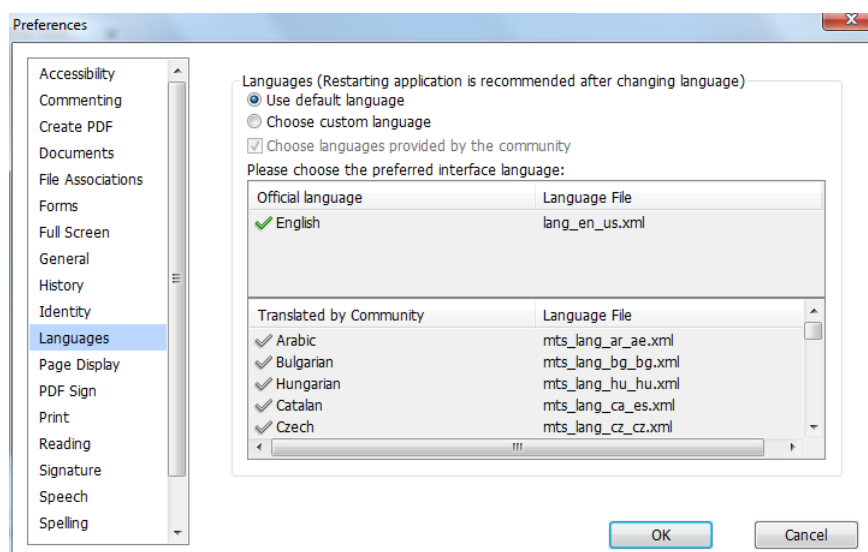 Preferences
Accessibility
Commenting
Create PDF
Documents
File Associations
Forms
Full Screen
General
History
Identity
Languages
Page Display
PDF Sign
Print
Reading
Signature
Speech
Spelling
Languages (Restarting application is recommended after changing language)
Use default language
Choose custom language
Choose languages provided by the community
Please choose the preferred interface language:
Official language Language File
English lang_en_us.xml
Translated by Community Language File
Arabic mts_lang_ar_ae.xml
Bulgarian mts_lang_bg_bg.xml
Hungarian mts_lang_hu_hu.xml
Catalan mts_lang_ca_es.xml
Czech mts_lang_cz_cz.xml
OK Cancel